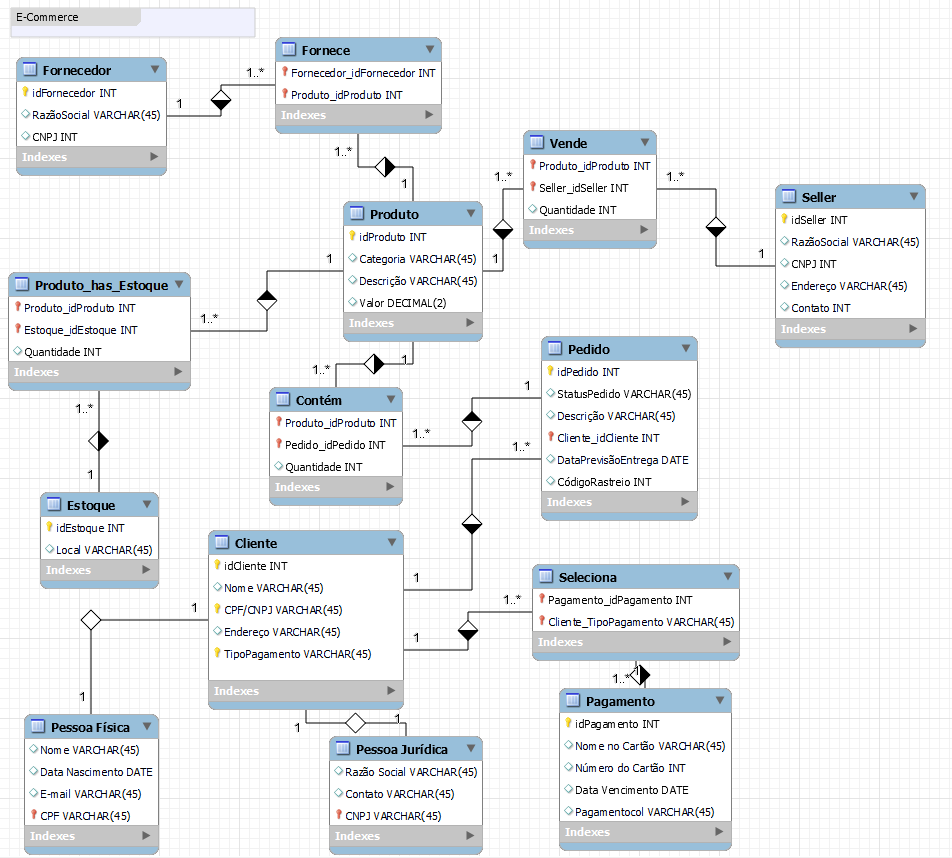 E-Commerce
Fornecedor
idFornecedor INT
RazãoSocial VARCHAR(45)
CNPJ INT
Indexes
1
1..*
Fornece
Fornecedor_idFornecedor INT
Produto_idProduto INT
Indexes
1..*
1
Produto
idProduto INT
Categoria VARCHAR(45)
Descrição VARCHAR(45)
Valor DECIMAL(2)
Indexes
1
1..*
Vende
Produto_idProduto INT
Seller_idSeller INT
Quantidade INT
Indexes
1..*
1
Seller
idSeller INT
RazãoSocial VARCHAR(45)
CNPJ INT
Endereço VARCHAR(45)
Contato INT
Indexes
1
1..*
Produto_has_Estoque
Produto_idProduto INT
Estoque_idEstoque INT
Quantidade INT
Indexes
1..*
1
Estoque
idEstoque INT
Local VARCHAR(45)
Indexes
1
1..*
Contém
Produto_idProduto INT
Pedido_idPedido INT
Quantidade INT
Indexes
1..*
1
Pedido
idPedido INT
StatusPedido VARCHAR(45)
Descrição VARCHAR(45)
Cliente_idCliente INT
DataPrevisãoEntrega DATE
CódigoRastreio INT
Indexes
1..*
1
Cliente
idCliente INT
Nome VARCHAR(45)
CPF/CNPJ VARCHAR(45)
Endereço VARCHAR(45)
TipoPagamento VARCHAR(45)
Indexes
1
1..*
Seleciona
Pagamento_idPagamento INT
Cliente_TipoPagamento VARCHAR(45)
Indexes
1
1..*
Pagamento
idPagamento INT
Nome no Cartão VARCHAR(45)
Número do Cartão INT
Data Vencimento DATE
Pagamentocol VARCHAR(45)
Indexes
1
1
Pessoa Física
Nome VARCHAR(45)
Data Nascimento DATE
E-mail VARCHAR(45)
CPF VARCHAR(45)
Indexes
1
1
Pessoa Jurídica
Razão Social VARCHAR(45)
Contato VARCHAR(45)
CNPJ VARCHAR(45)
Indexes